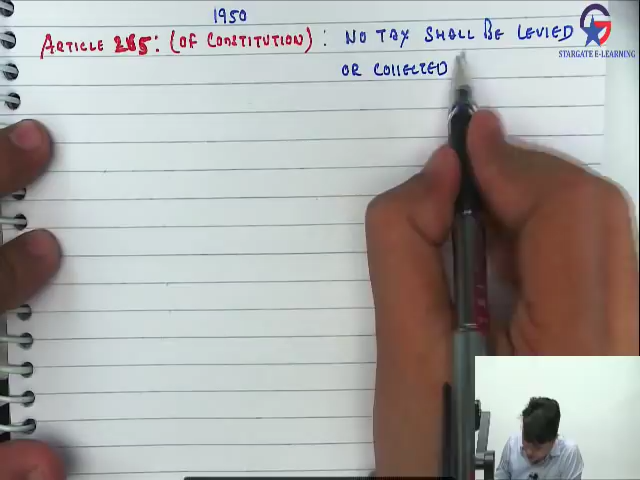 1950
ARTICLE 265: (OF CONSTITUTION): NO TAX SHALL BE LEVIED
OR COLLECTED
STARGATE E-LEARNING